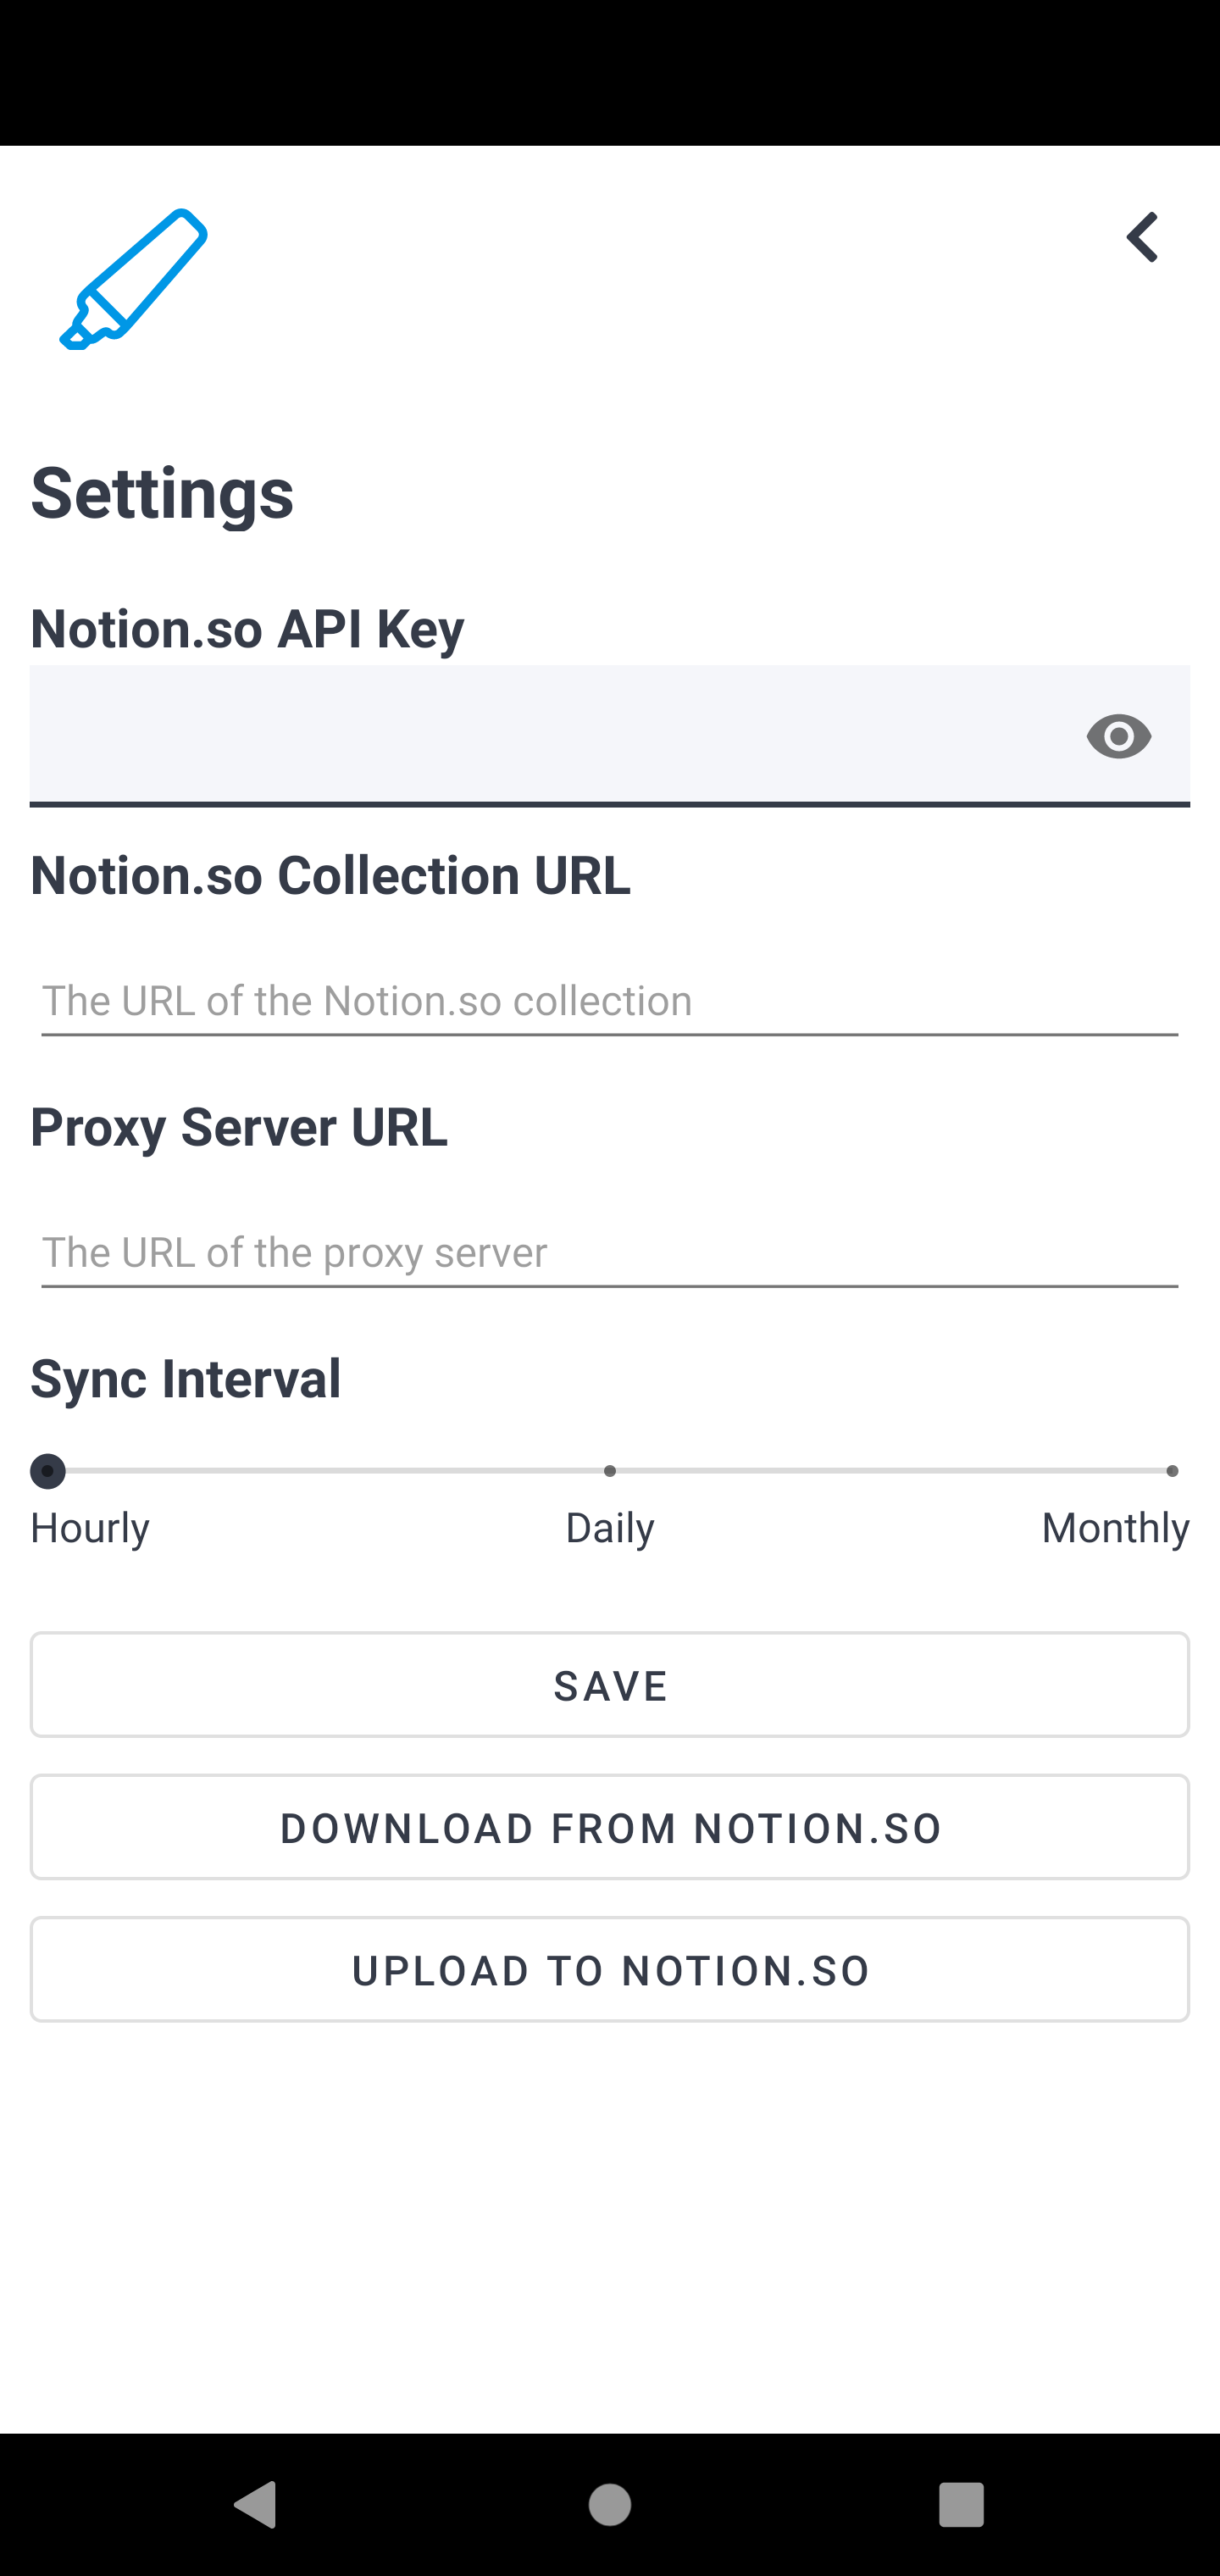 Settings
Notion.so API Key
Notion.so Collection URL
The URL of the Notion.so collection
Proxy Server URL
The URL of the proxy server
Sync Interval
Hourly Daily Monthly
SAVE
DOWNLOAD FROM NOTION.SO
UPLOAD TO NOTION.SO